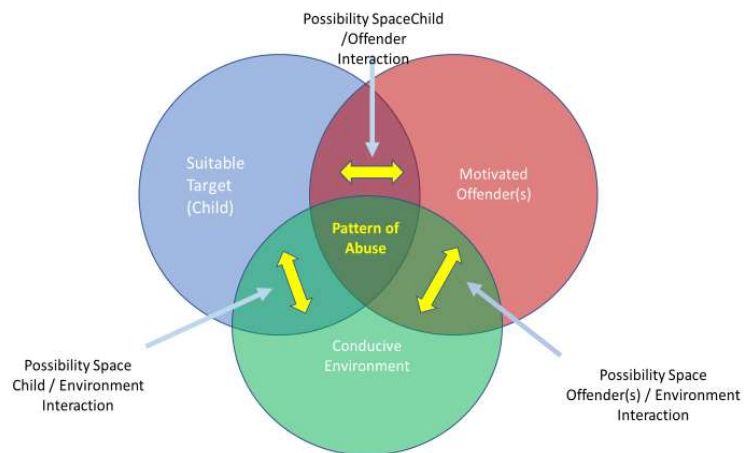 Possibility SpaceChild
/Offender
Interaction
Suitable
Target
(Child)
Motivated
Offender(s)
Pattern of
Abuse
Conducive
Environment
Possibility Space
Child / Environment
Interaction
Possibility Space
Offender(s) / Environment
Interaction